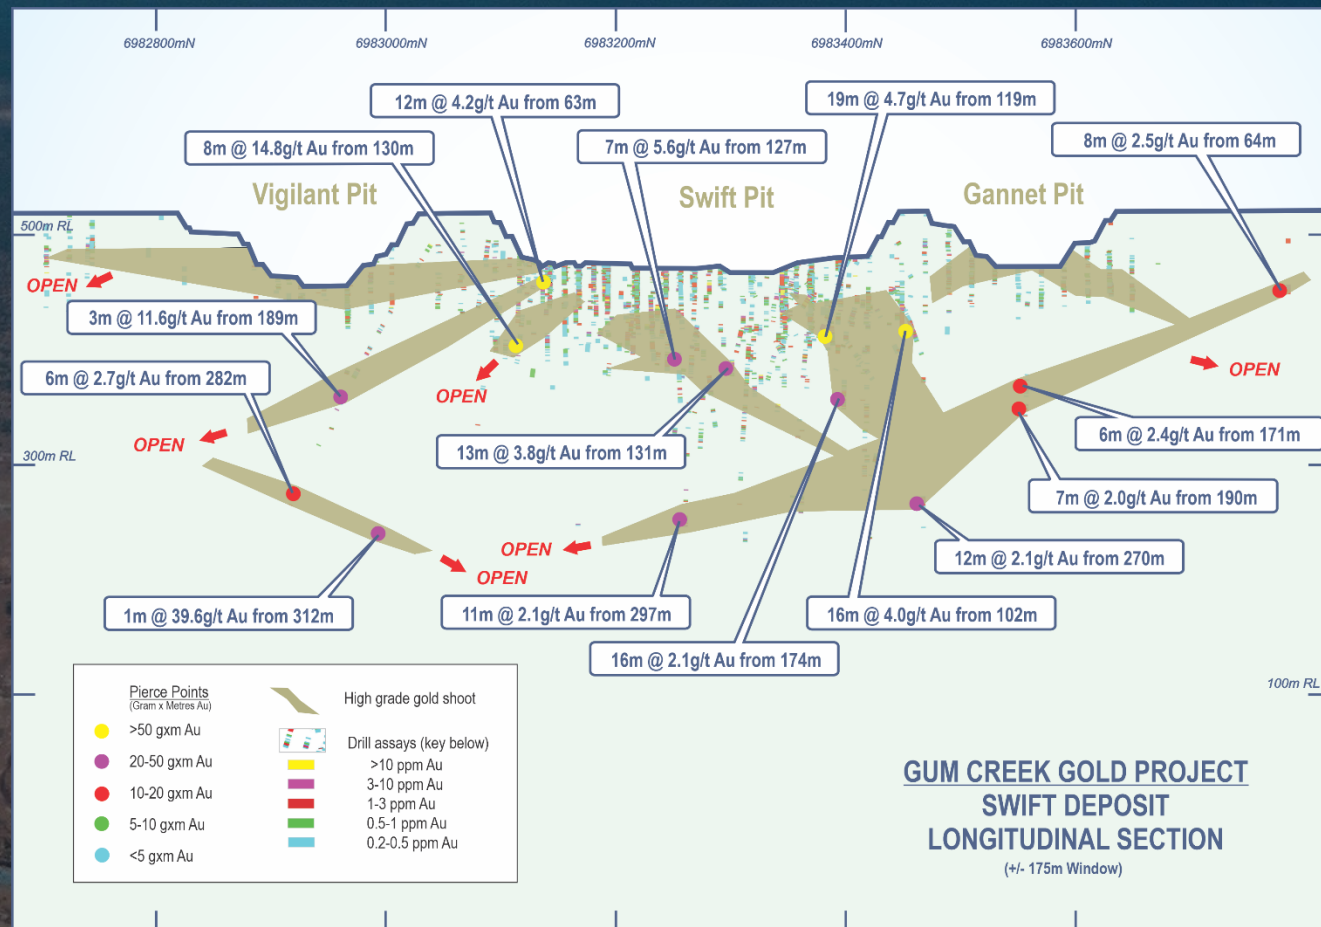 6982800mN
6983000mN
6983200mN
6983400mN
6983600mN
12m @ 4.2g/t Au from 63m
19m @ 4.7g/t Au from 119m
8m @ 14.8g/t Au from 130m
7m @ 5.6g/t Au from 127m
8m @ 2.5g/t Au from 64m
Vigilant Pit
Swift Pit
Gannet Pit
500m RL
OPEN
3m @ 11.6g/t Au from 189m
6m @ 2.7g/t Au from 282m
OPEN
OPEN
OPEN
13m @ 3.8g/t Au from 131m
6m @ 2.4g/t Au from 171m
300m RL
7m @ 2.0g/t Au from 190m
OPEN
OPEN
12m @ 2.1g/t Au from 270m
1m @ 39.6g/t Au from 312m
11m @ 2.1g/t Au from 297m
16m @ 4.0g/t Au from 102m
16m @ 2.1g/t Au from 174m
100m RL
Pierce Points
(Gram x Metres Au)
>50 gxm Au
20-50 gxm Au
10-20 gxm Au
5-10 gxm Au
<5 gxm Au
High grade gold shoot
Drill assays (key below)
>10 ppm Au
3-10 ppm Au
1-3 ppm Au
0.5-1 ppm Au
0.2-0.5 ppm Au
GUM CREEK GOLD PROJECT
SWIFT DEPOSIT
LONGITUDINAL SECTION
(+/- 175m Window)